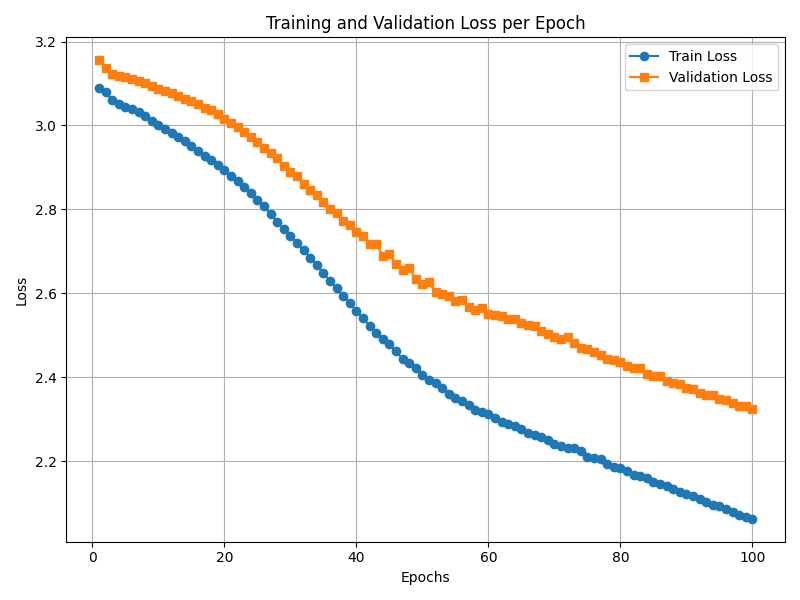 Training and Validation Loss per Epoch
Train Loss
Validation Loss
3.2
3.0
2.8
2.6
2.4
2.2
Loss
0 20 40 60 80 100
Epochs